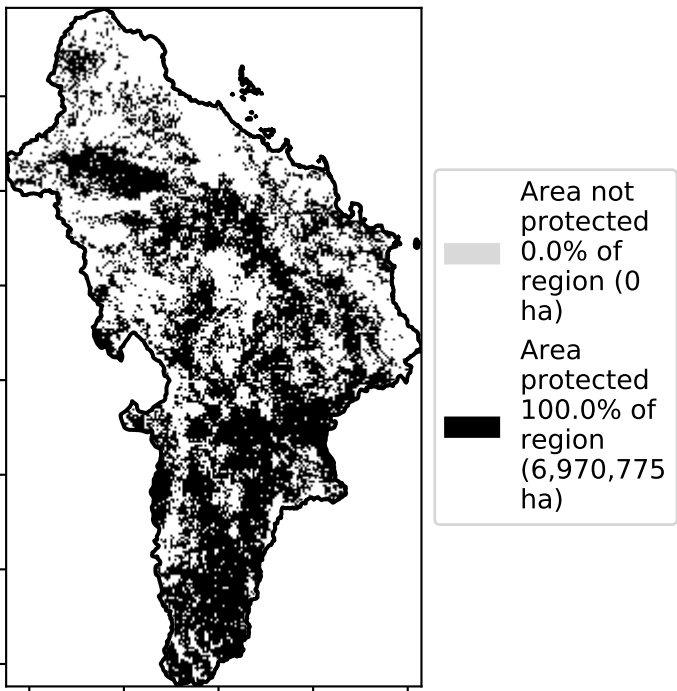 Area not
protected
0.0% of
region (0
ha)
Area
protected
100.0% of
region
(6,970,775
ha)